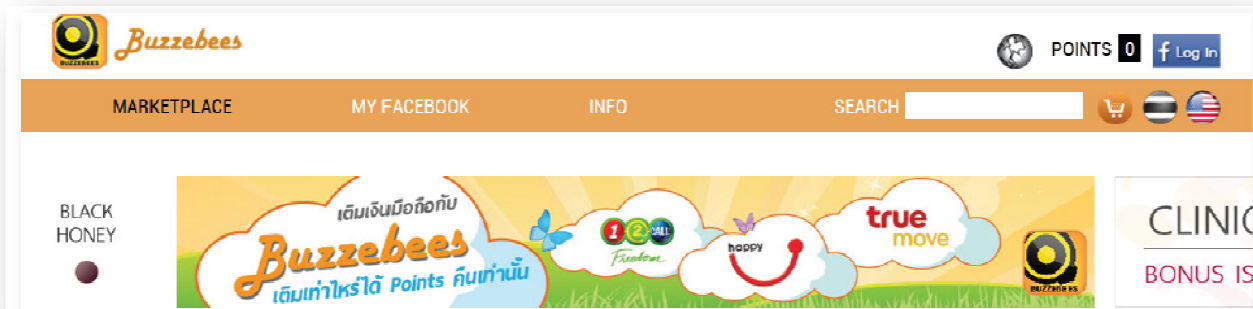 BUZZEBEES
Buzzebees
POINTS 0 f Log In
MARKETPLACE MY FACEBOOK INFO SEARCH
BLACK
HONEY
เติมเงินมือถือกับ
Buzzebees
เติมเท่าไหร่ได้ Points คืนเท่านั้น
1 2 CALL
Freedom
happy
true
move
BUZZEBEES
CLINIC
BONUS IS